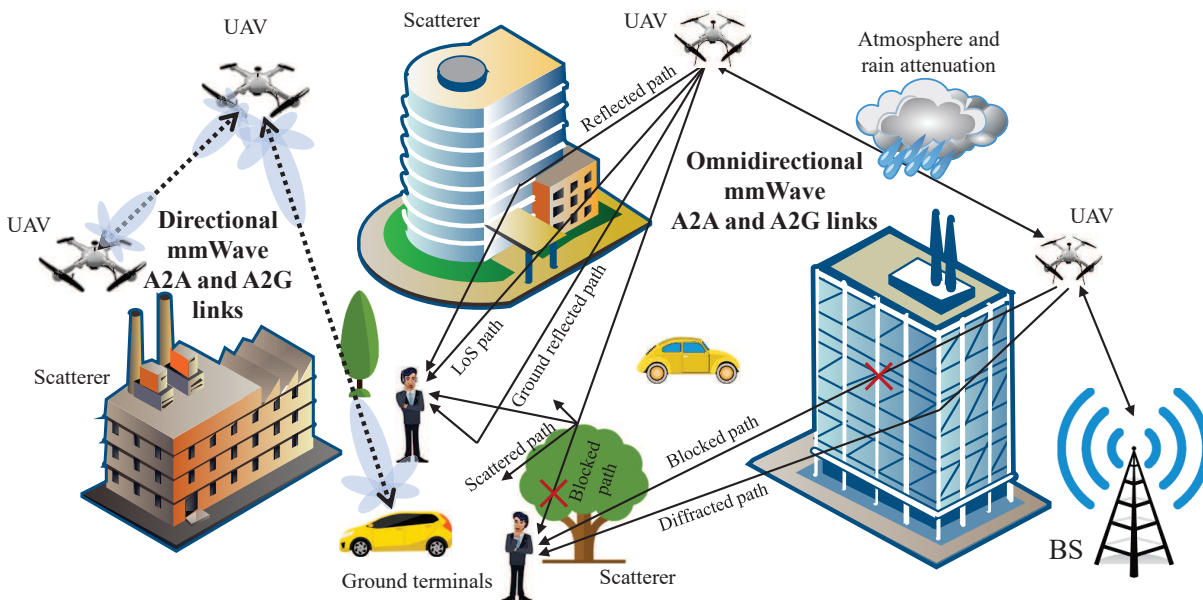 UAV
Scatterer
UAV
Atmosphere and
rain attenuation
Reflected path
Omnidirectional
mmWave
A2A and A2G links
UAV
Directional
mmWave
A2A and A2G
links
UAV
LoS path
Ground reflected path
Scatterer
Scattered path
Blocked
path
Blocked path
Diffracted path
BS
Ground terminals
Scatterer